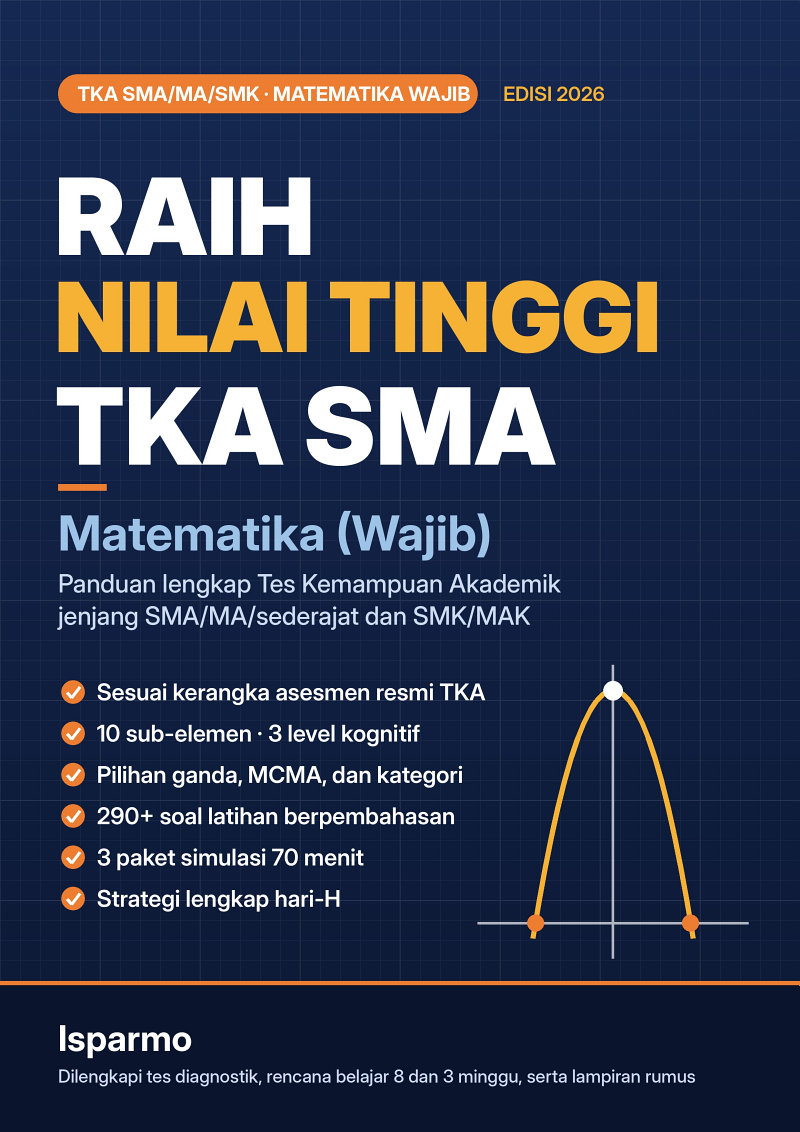 TKA SMA/MA/SMK · MATEMATIKA WAJIB
EDISI 2026
RAIH
NILAI TINGGI
TKA SMA
Matematika (Wajib)
Panduan lengkap Tes Kemampuan Akademik
jenjang SMA/MA/sederajat dan SMK/MAK
Sesuai kerangka asesmen resmi TKA
10 sub-elemen · 3 level kognitif
Pilihan ganda, MCMA, dan kategori
290+ soal latihan berpembahasan
3 paket simulasi 70 menit
Strategi lengkap hari-H
Isparmo
Dilengkapi tes diagnostik, rencana belajar 8 dan 3 minggu, serta lampiran rumus